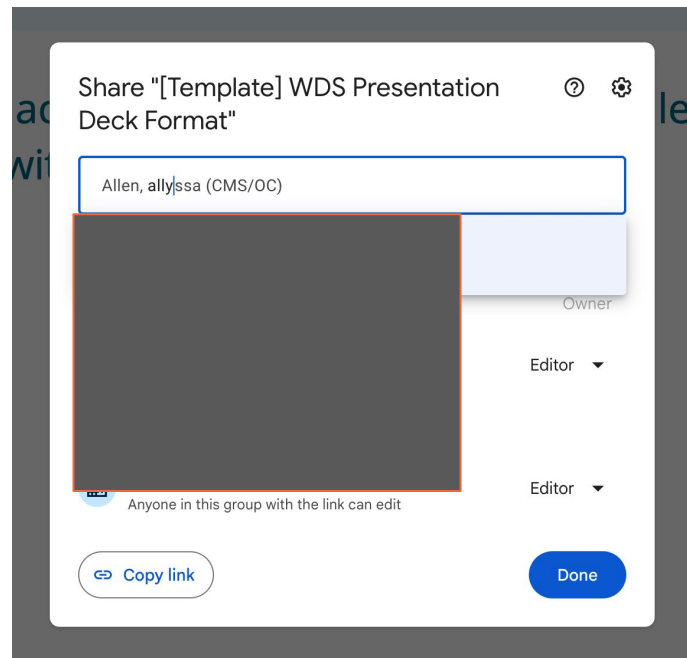 Share "[Template] WDS Presentation
Deck Format"
Allen, allyssa (CMS/OC)
Owner
Editor
Editor
Anyone in this group with the link can edit
Copy link
Done